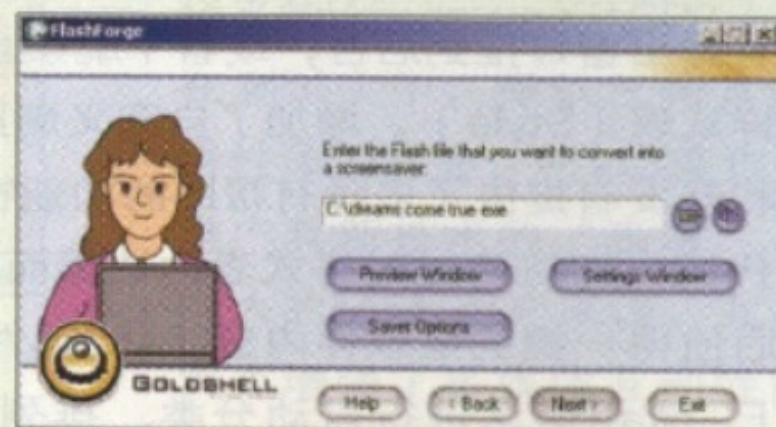 FlashForge
Enter the Flash file that you want to convert into
a screensaver:
C:\dreams come true.exe
Preview Window
Settings Window
Saver Options
GOLDSHELL
Help
< Back
Next >
Exit